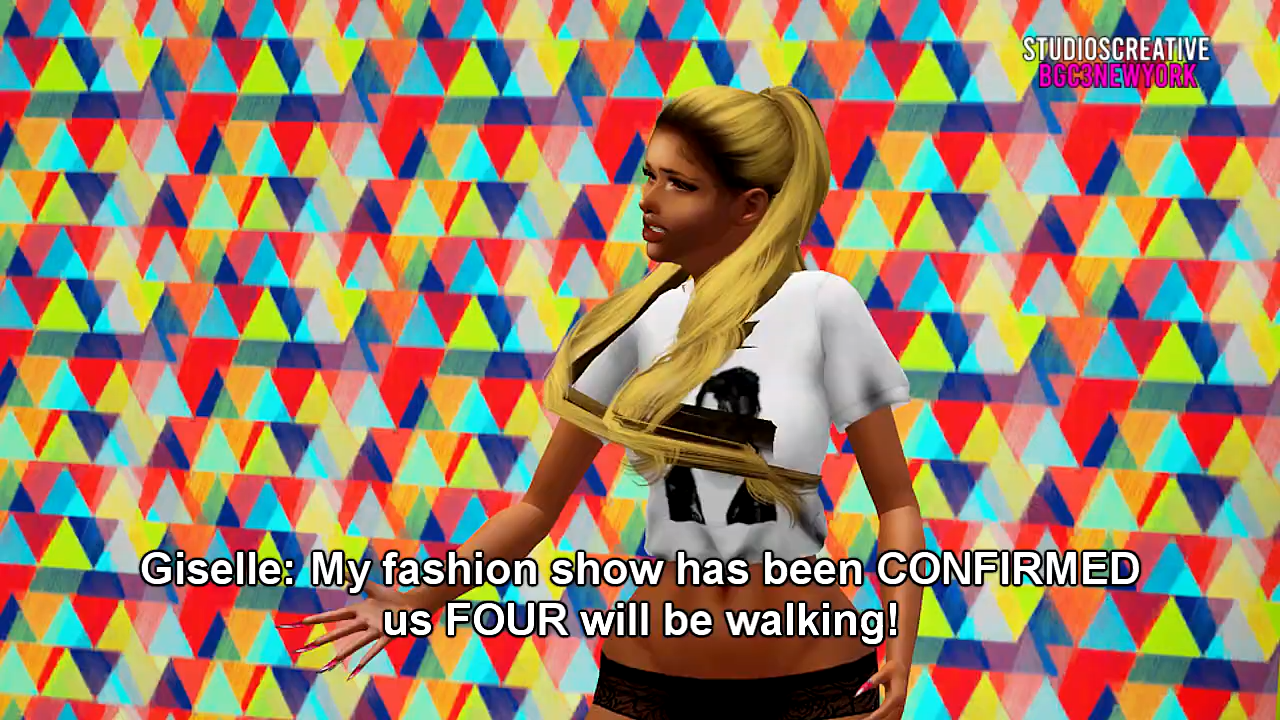 STUDIOSCREATIVE
BGC3NEWYORK
Giselle: My fashion show has been CONFIRMED
us FOUR will be walking!